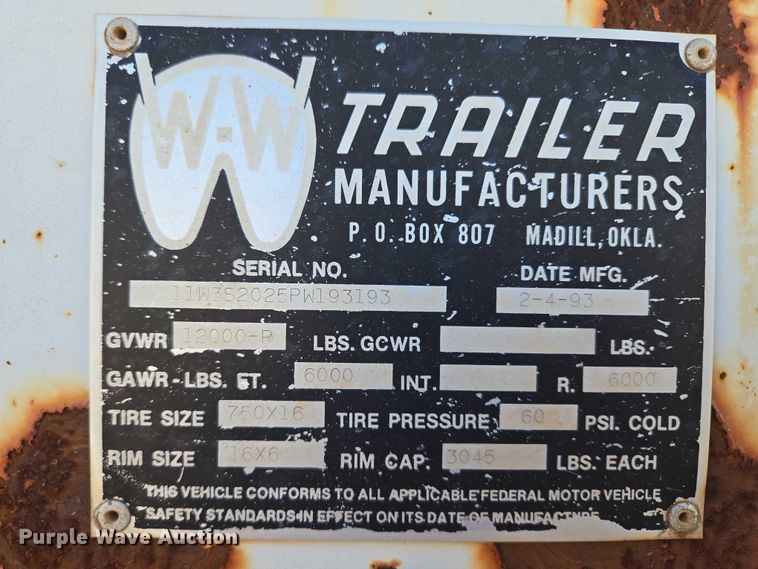 W-W TRAILER
MANUFACTURERS
P. O. BOX 807 MADILL, OKLA.
SERIAL NO. DATE MFG.
11W3S2025PW193193 2-4-93
GVWR 12000-R LBS. GCWR LBS.
GAWR - LBS. FT. 6000 INT. R. 6000
TIRE SIZE 750X16 TIRE PRESSURE 60 PSI. COLD
RIM SIZE 16X6 RIM CAP. 3045 LBS. EACH
THIS VEHICLE CONFORMS TO ALL APPLICABLE FEDERAL MOTOR VEHICLE
SAFETY STANDARDS IN EFFECT ON ITS DATE OF MANUFACTURE
Purple Wave Auction